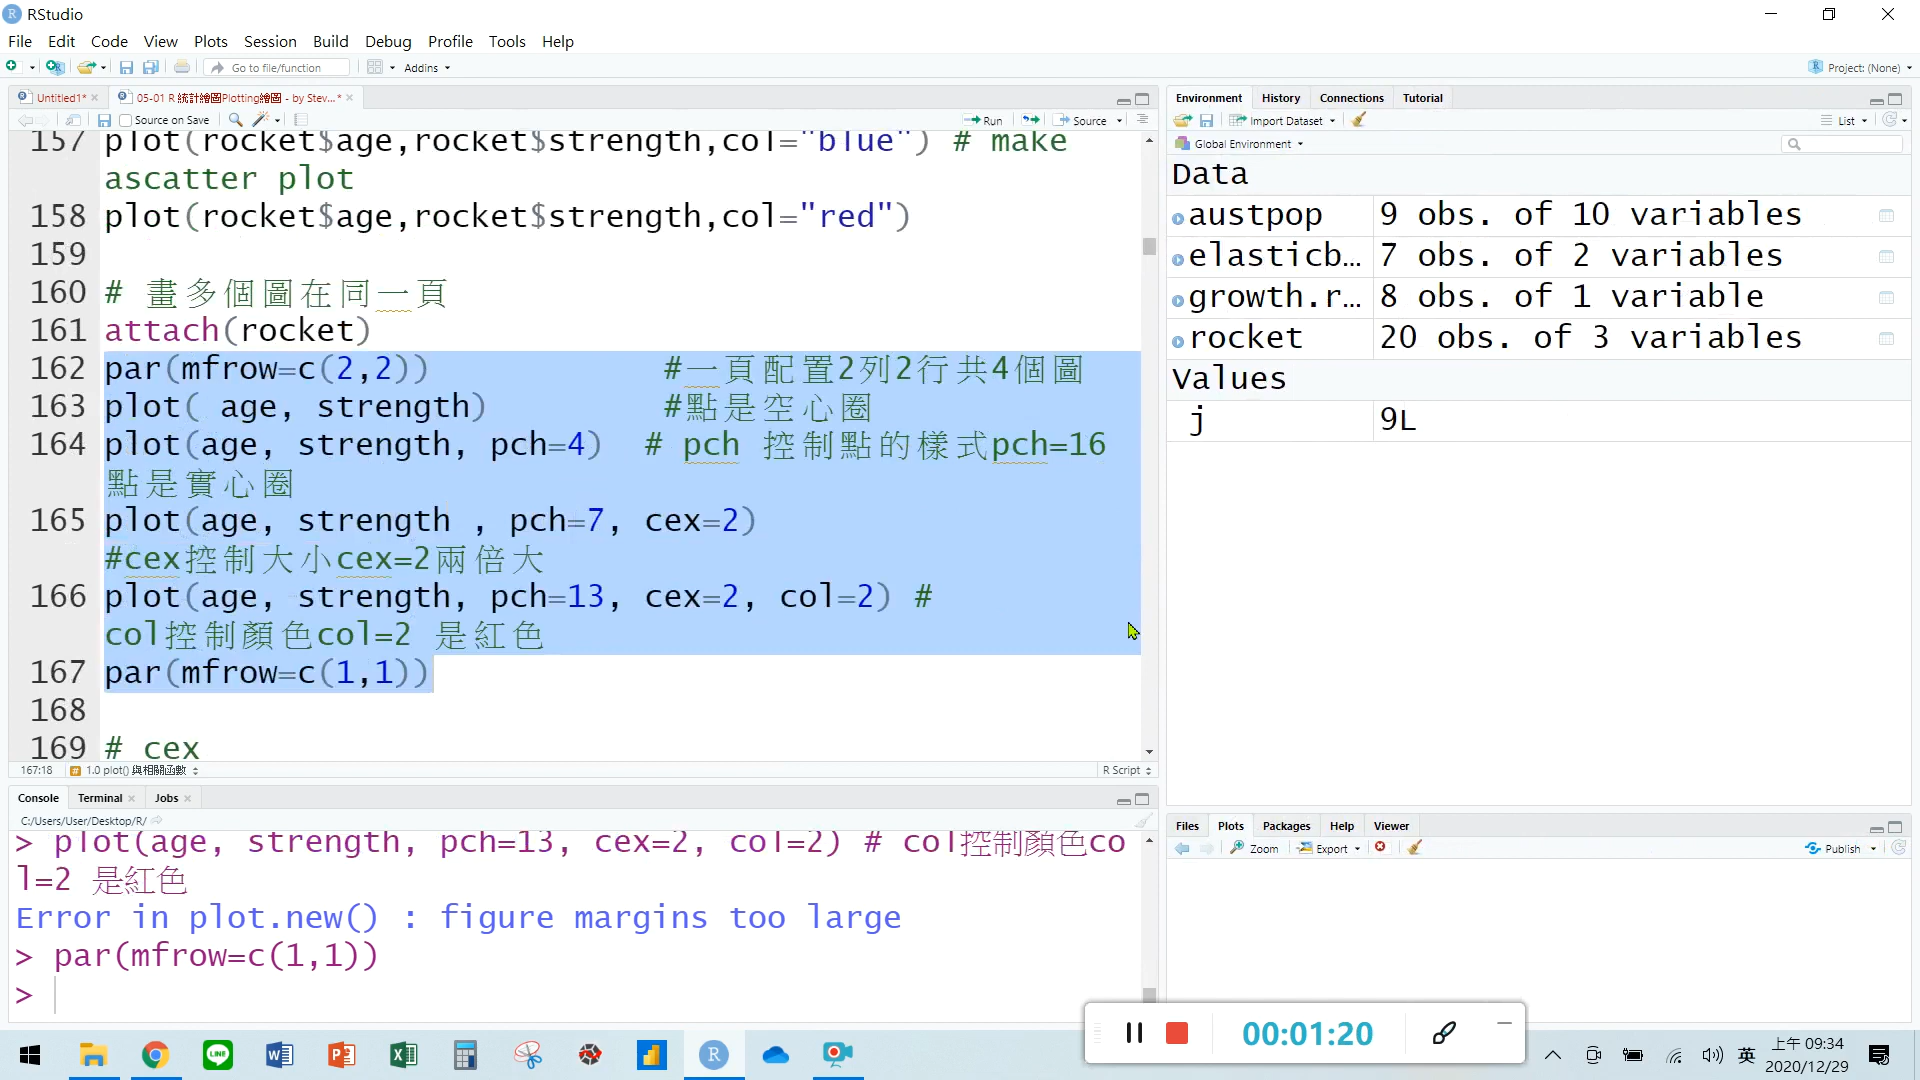 RStudio
File Edit Code View Plots Session Build Debug Profile Tools Help
Go to file/function Addins Project: (None)
Untitled1* 05-01 R 統計繪圖Plotting繪圖 - by Stev...*
Source on Save Run Source
157 plot(rocket$age,rocket$strength,col="blue") # make
ascatter plot
158 plot(rocket$age,rocket$strength,col="red")
159
160 # 畫多個圖在同一頁
161 attach(rocket)
162 par(mfrow=c(2,2)) #一頁配置2列2行共4個圖
163 plot( age, strength) #點是空心圈
164 plot(age, strength, pch=4) # pch 控制點的樣式pch=16
點是實心圈
165 plot(age, strength , pch=7, cex=2)
#cex控制大小cex=2兩倍大
166 plot(age, strength, pch=13, cex=2, col=2) #
col控制顏色col=2 是紅色
167 par(mfrow=c(1,1))
168
169 # cex
167:18 # 1.0 plot() 與相關函數 R Script
Console Terminal Jobs
C:/Users/User/Desktop/R/
> plot(age, strength, pch=13, cex=2, col=2) # col控制顏色co
l=2 是紅色
Error in plot.new() : figure margins too large
> par(mfrow=c(1,1))
>
Environment History Connections Tutorial
Import Dataset List
Global Environment
Data
austpop 9 obs. of 10 variables
elasticb… 7 obs. of 2 variables
growth.r… 8 obs. of 1 variable
rocket 20 obs. of 3 variables
Values
j 9L
Files Plots Packages Help Viewer
Zoom Export Publish
00:01:20
英
上午 09:34
2020/12/29